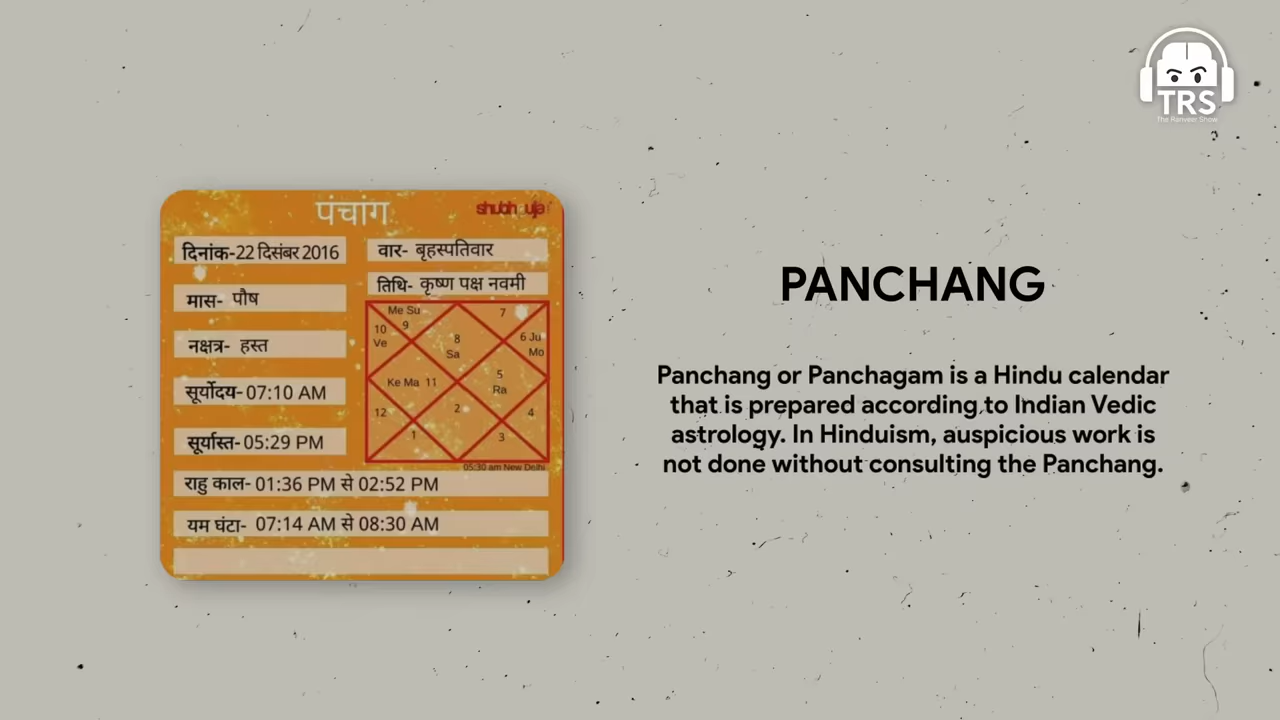 TRS
The Ranveer Show
पंचांग
दिनांक-22 दिसंबर 2016
वार- बृहस्पतिवार
मास- पौष
तिथि- कृष्ण पक्ष नवमी
नक्षत्र- हस्त
सूर्योदय- 07:10 AM
सूर्यास्त- 05:29 PM
Me Su
9
7
10
Ve
8
Sa
6 Ju
Mo
Ke Ma 11
5
Ra
12
2
4
1
3
05:30 am New Delhi
राहु काल- 01:36 PM से 02:52 PM
यम घंटा- 07:14 AM से 08:30 AM
PANCHANG
Panchang or Panchagam is a Hindu calendar
that is prepared according to Indian Vedic
astrology. In Hinduism, auspicious work is
not done without consulting the Panchang.